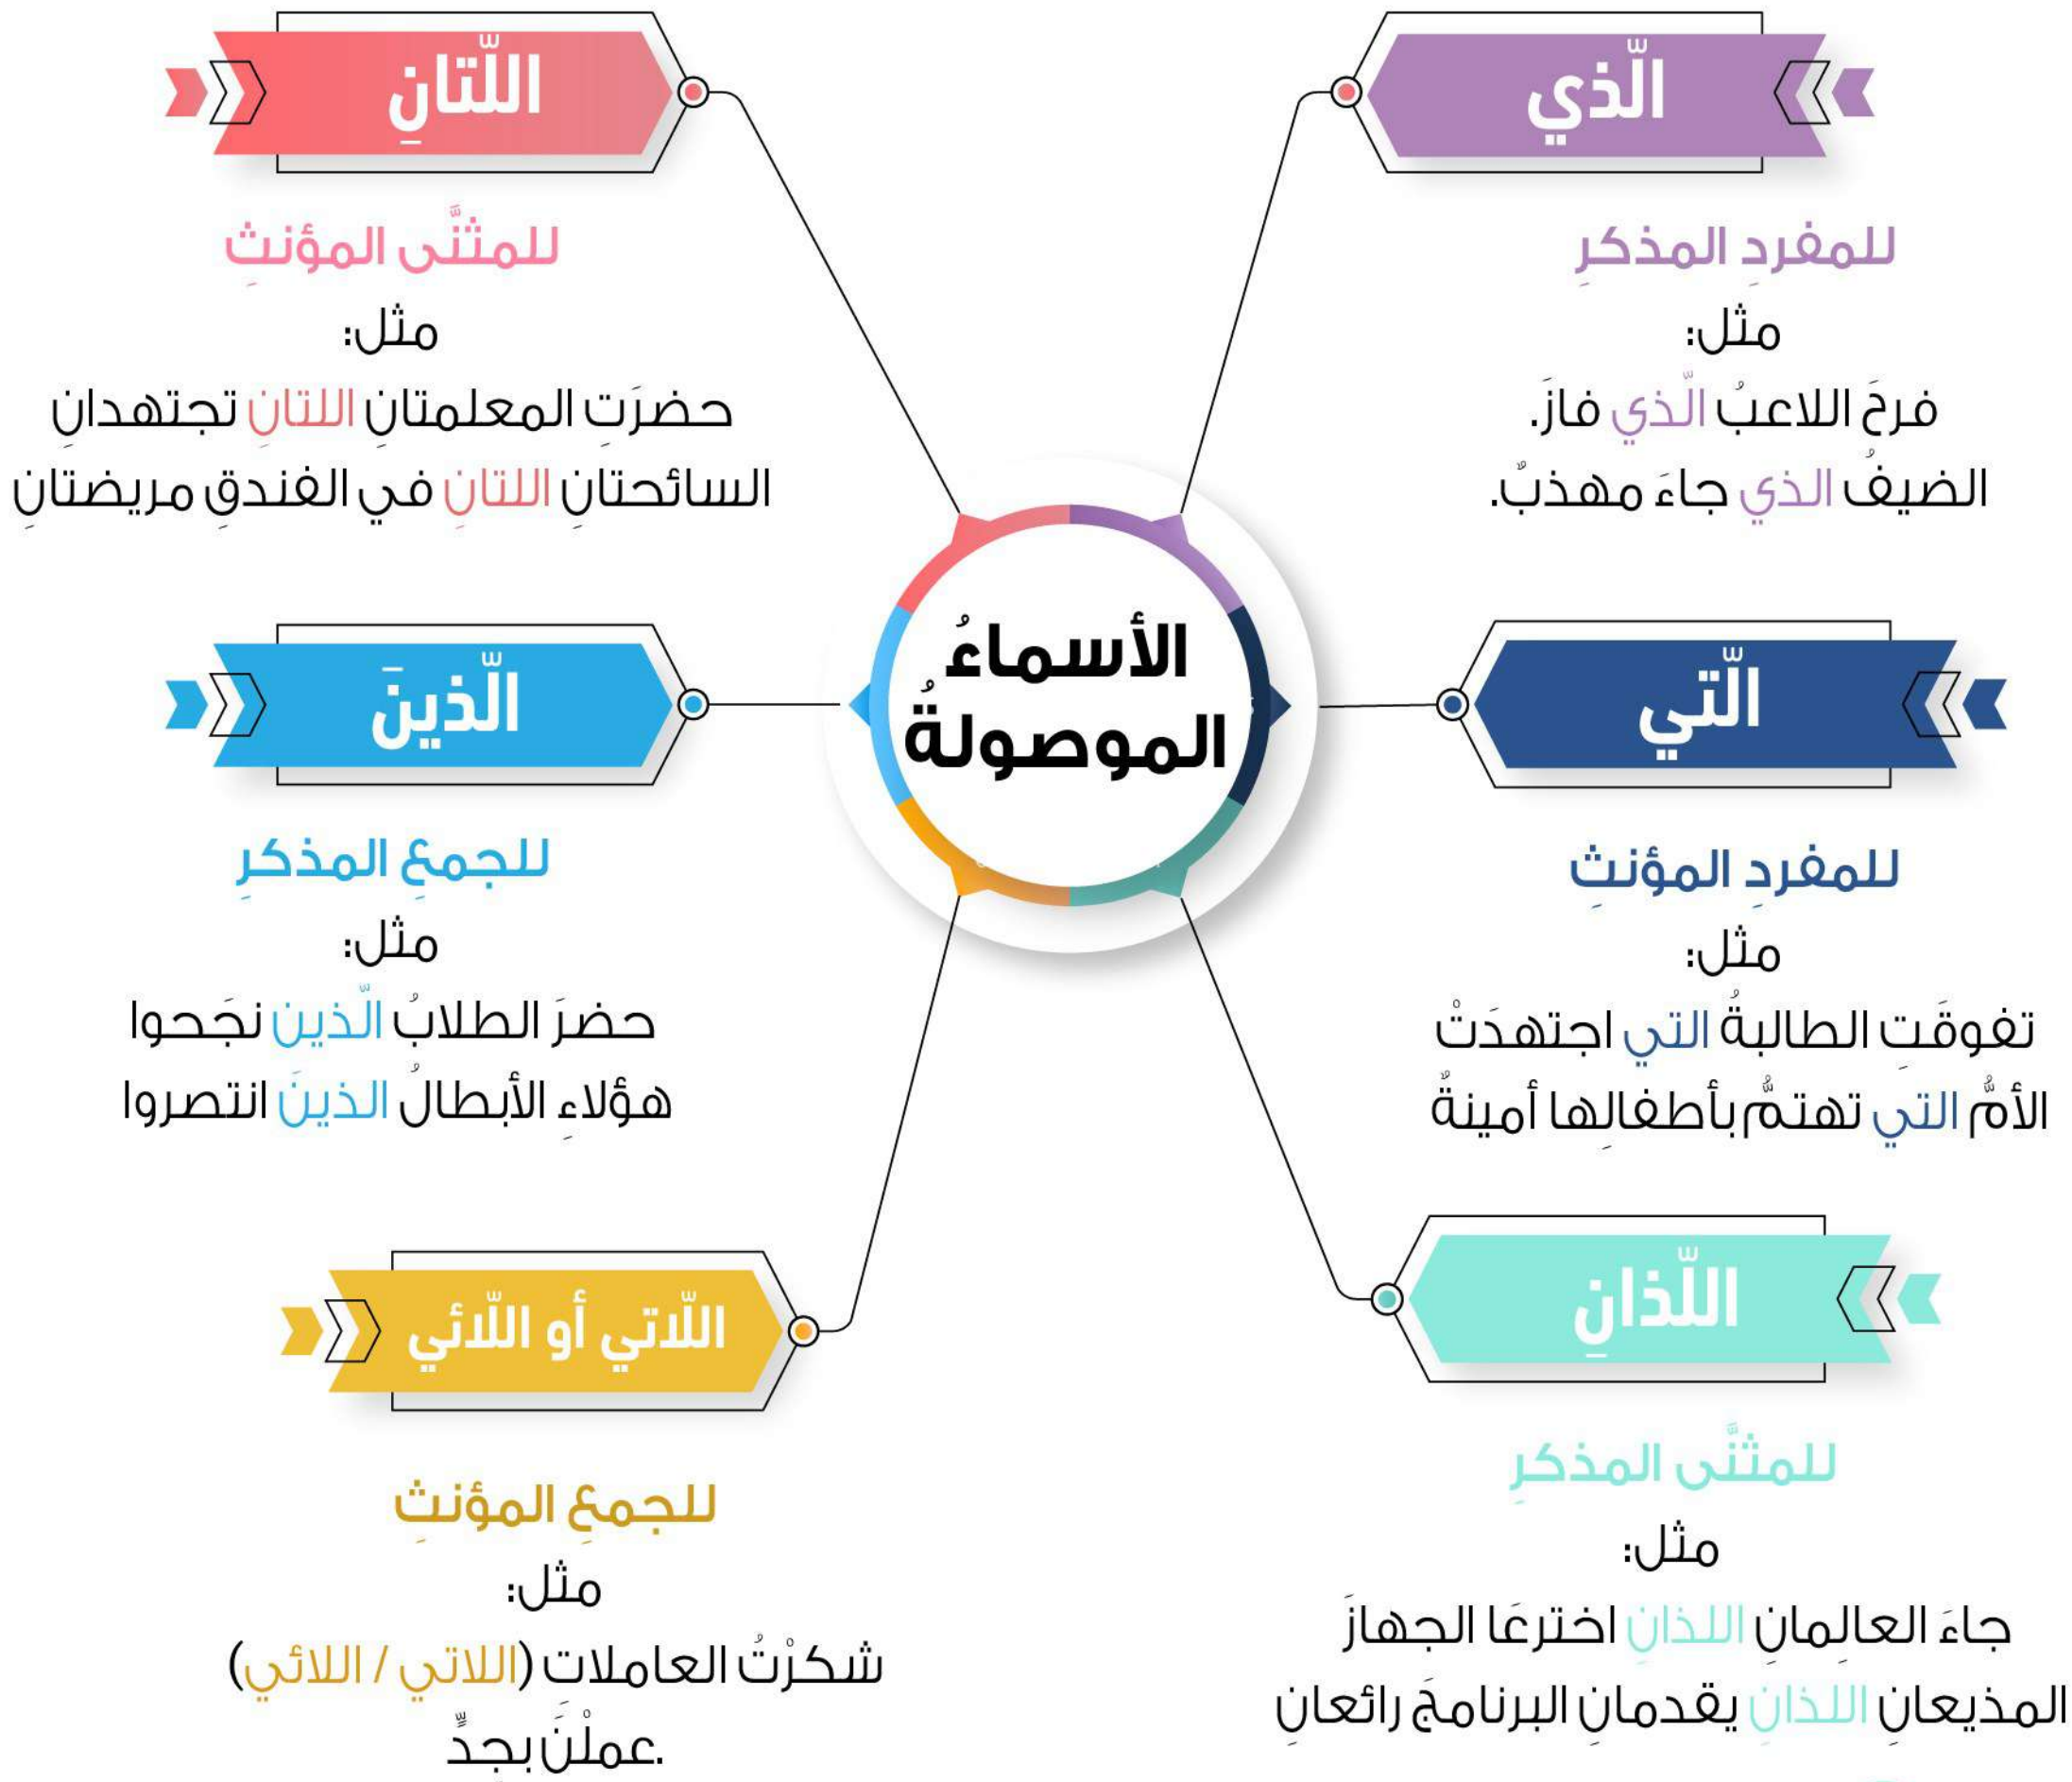 الأسماءُ
الموصولةُ
الّذي
للمفردِ المذكرِ
مثل:
فرحَ اللاعبُ الّذي فازَ.
الضيفُ الذي جاءَ مهذبٌ.
الّتي
للمفردِ المؤنثِ
مثل:
تفوقَتِ الطالبةُ التي اجتهدَتْ
الأمُّ التي تهتمُّ بأطفالِها أمينةٌ
اللّذانِ
للمثنَّى المذكرِ
مثل:
جاءَ العالِمانِ اللذانِ اخترعَا الجهازَ
المذيعانِ اللذانِ يقدمانِ البرنامجَ رائعانِ
اللّتانِ
للمثنَّى المؤنثِ
مثل:
حضرَتِ المعلمتانِ اللتانِ تجتهدانِ
السائحتانِ اللتانِ في الفندقِ مريضتانِ
الّذينَ
للجمعِ المذكرِ
مثل:
حضرَ الطلابُ الّذين نجَحوا
هؤلاءِ الأبطالُ الذينَ انتصروا
اللّاتي أو اللّائي
للجمعِ المؤنثِ
مثل:
شكرْتُ العاملاتِ (اللاتي / اللائي)
عملْنَ بجِدٍّ.